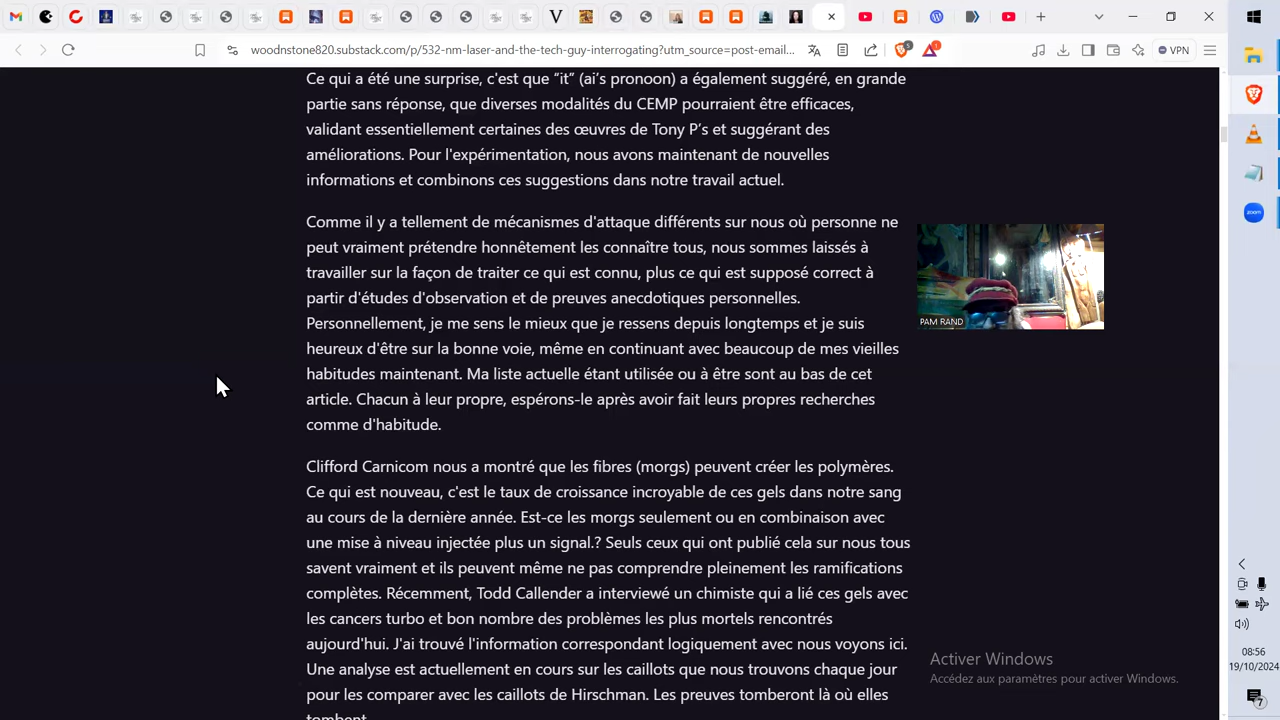 woodnstone820.substack.com/p/532-nm-laser-and-the-tech-guy-interrogating?utm_source=post-email...
VPN
Ce qui a été une surprise, c'est que “it” (ai’s pronoon) a également suggéré, en grande
partie sans réponse, que diverses modalités du CEMP pourraient être efficaces,
validant essentiellement certaines des œuvres de Tony P’s et suggérant des
améliorations. Pour l'expérimentation, nous avons maintenant de nouvelles
informations et combinons ces suggestions dans notre travail actuel.
Comme il y a tellement de mécanismes d'attaque différents sur nous où personne ne
peut vraiment prétendre honnêtement les connaître tous, nous sommes laissés à
travailler sur la façon de traiter ce qui est connu, plus ce qui est supposé correct à
partir d'études d'observation et de preuves anecdotiques personnelles.
Personnellement, je me sens le mieux que je ressens depuis longtemps et je suis
heureux d'être sur la bonne voie, même en continuant avec beaucoup de mes vieilles
habitudes maintenant. Ma liste actuelle étant utilisée ou à être sont au bas de cet
article. Chacun à leur propre, espérons-le après avoir fait leurs propres recherches
comme d'habitude.
PAM RAND
Clifford Carnicom nous a montré que les fibres (morgs) peuvent créer les polymères.
Ce qui est nouveau, c'est le taux de croissance incroyable de ces gels dans notre sang
au cours de la dernière année. Est-ce les morgs seulement ou en combinaison avec
une mise à niveau injectée plus un signal.? Seuls ceux qui ont publié cela sur nous tous
savent vraiment et ils peuvent même ne pas comprendre pleinement les ramifications
complètes. Récemment, Todd Callender a interviewé un chimiste qui a lié ces gels avec
les cancers turbo et bon nombre des problèmes les plus mortels rencontrés
aujourd'hui. J'ai trouvé l'information correspondant logiquement avec nous voyons ici.
Une analyse est actuellement en cours sur les caillots que nous trouvons chaque jour
pour les comparer avec les caillots de Hirschman. Les preuves tomberont là où elles
tombent.
Activer Windows
Accédez aux paramètres pour activer Windows.
zoom
08:56
19/10/2024
7